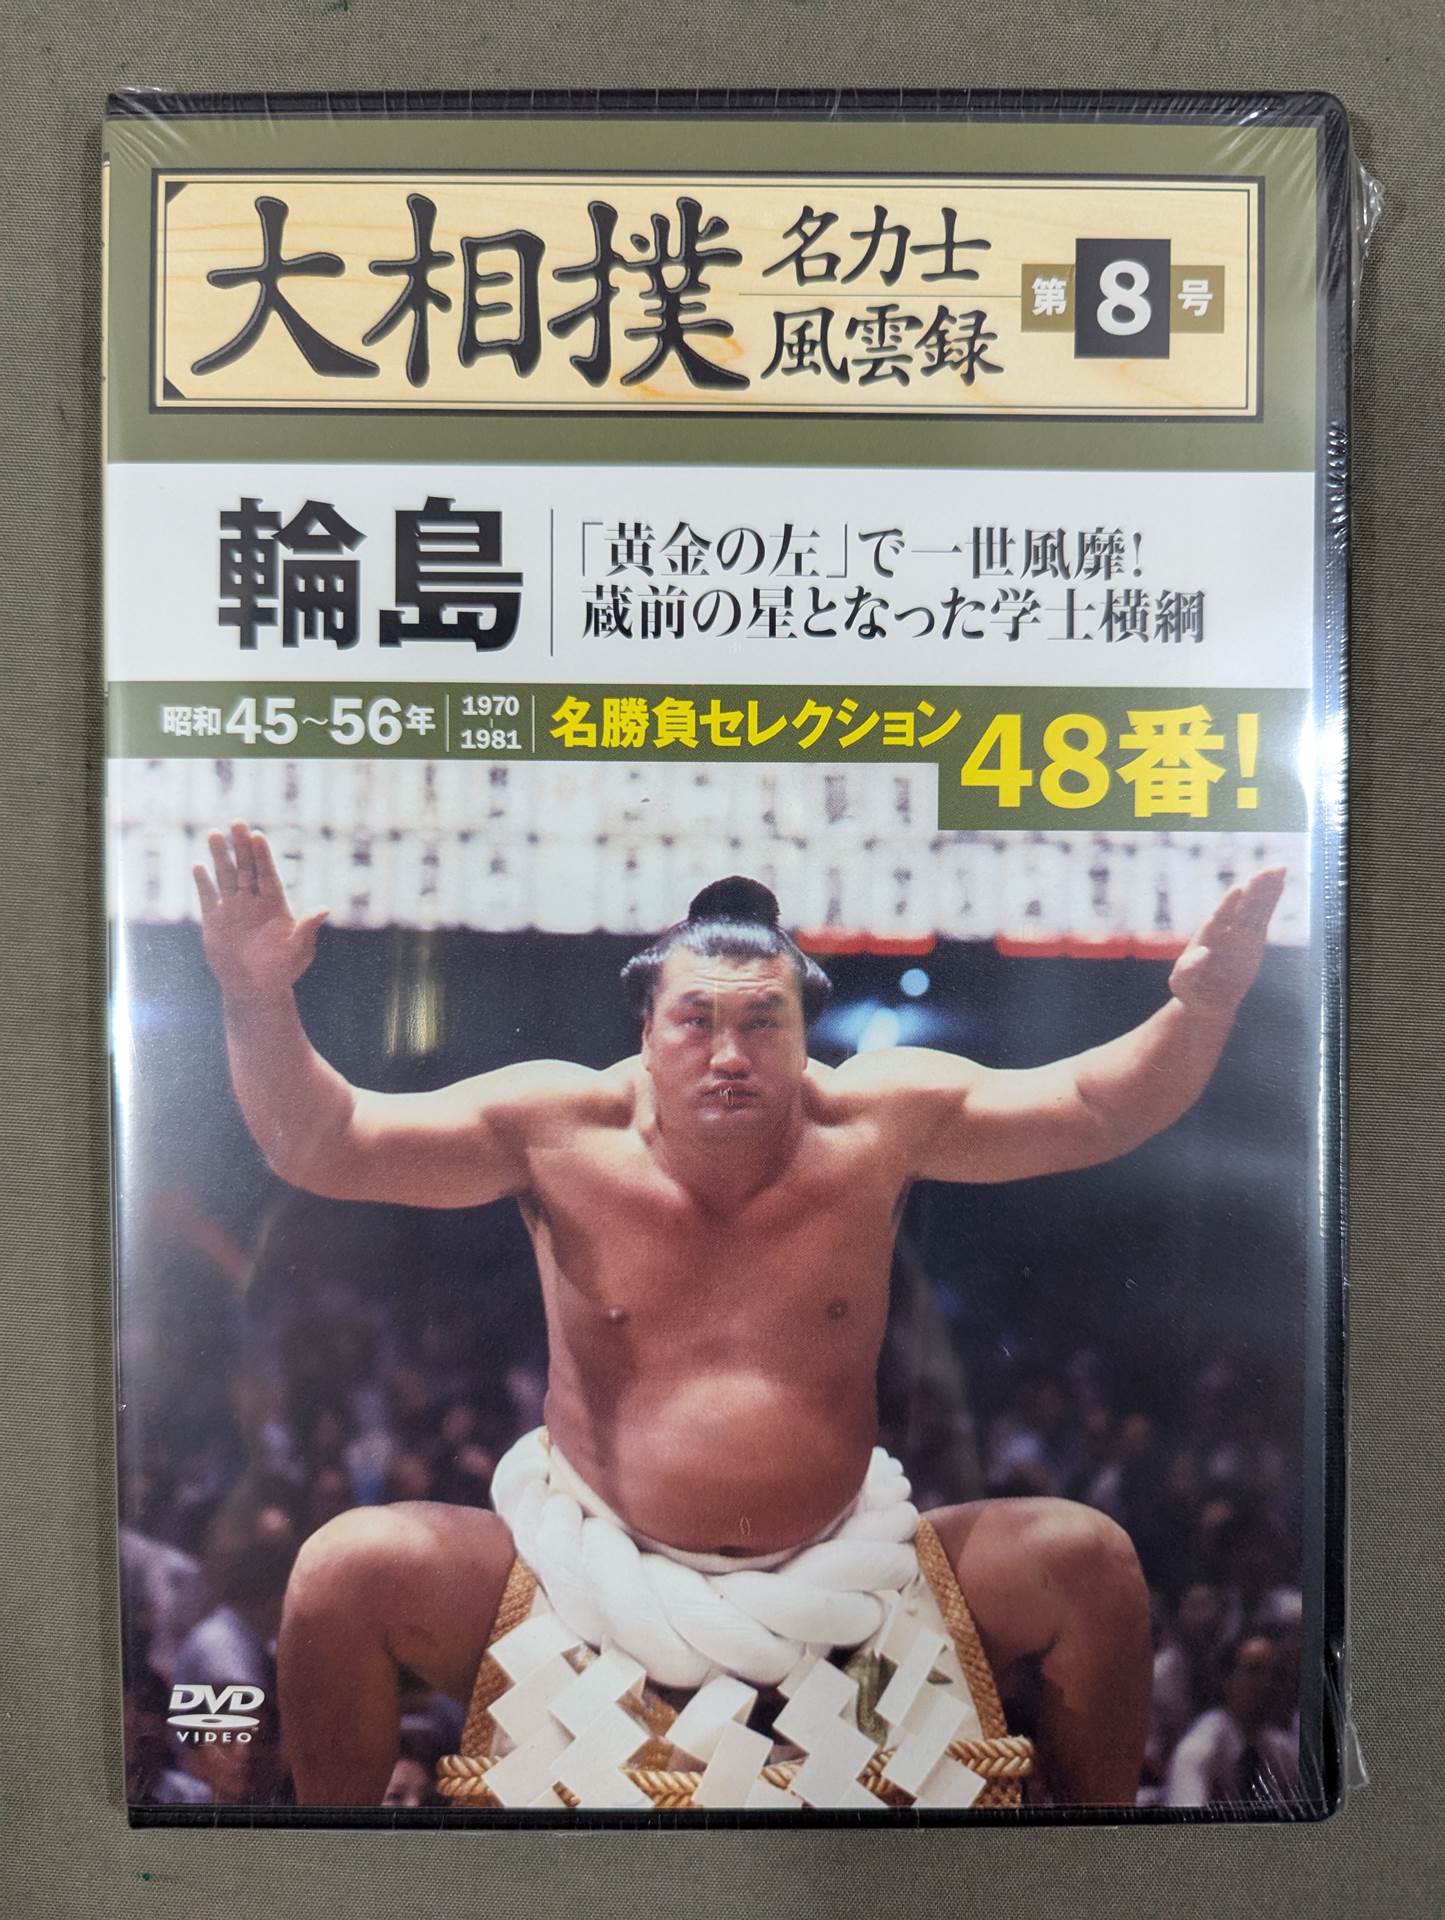 大相撲
名力士
風雲録
第8号
輪島
「黄金の左」で一世風靡!
蔵前の星となった学士横綱
昭和45~56年
1970
1981
名勝負セレクション
48番!
DVD
VIDEO